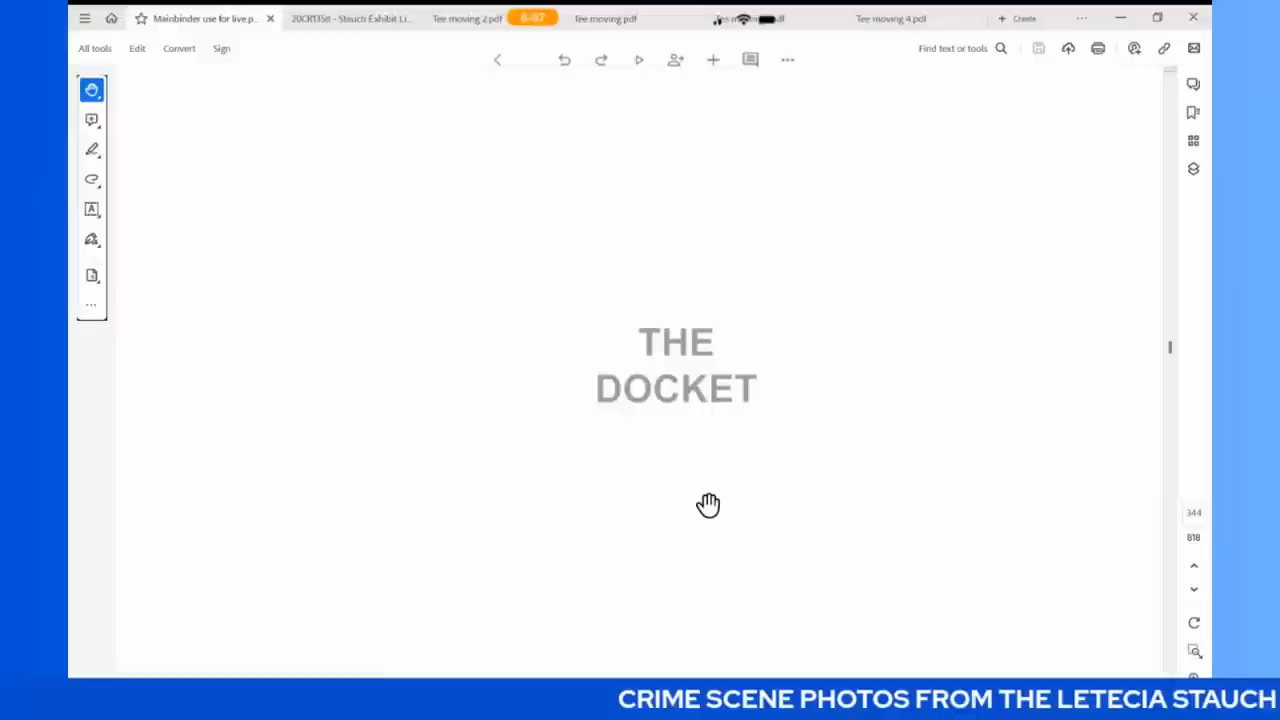 Mainbinder use for live p...
20CR1358 - Stauch Exhibit Li...
Tee moving 2.pdf
Tee moving.pdf
Tee moving 4.pdf
Create
All tools
Edit
Convert
Sign
Find text or tools
THE
DOCKET
344
818
CRIME SCENE PHOTOS FROM THE LETECIA STAUCH